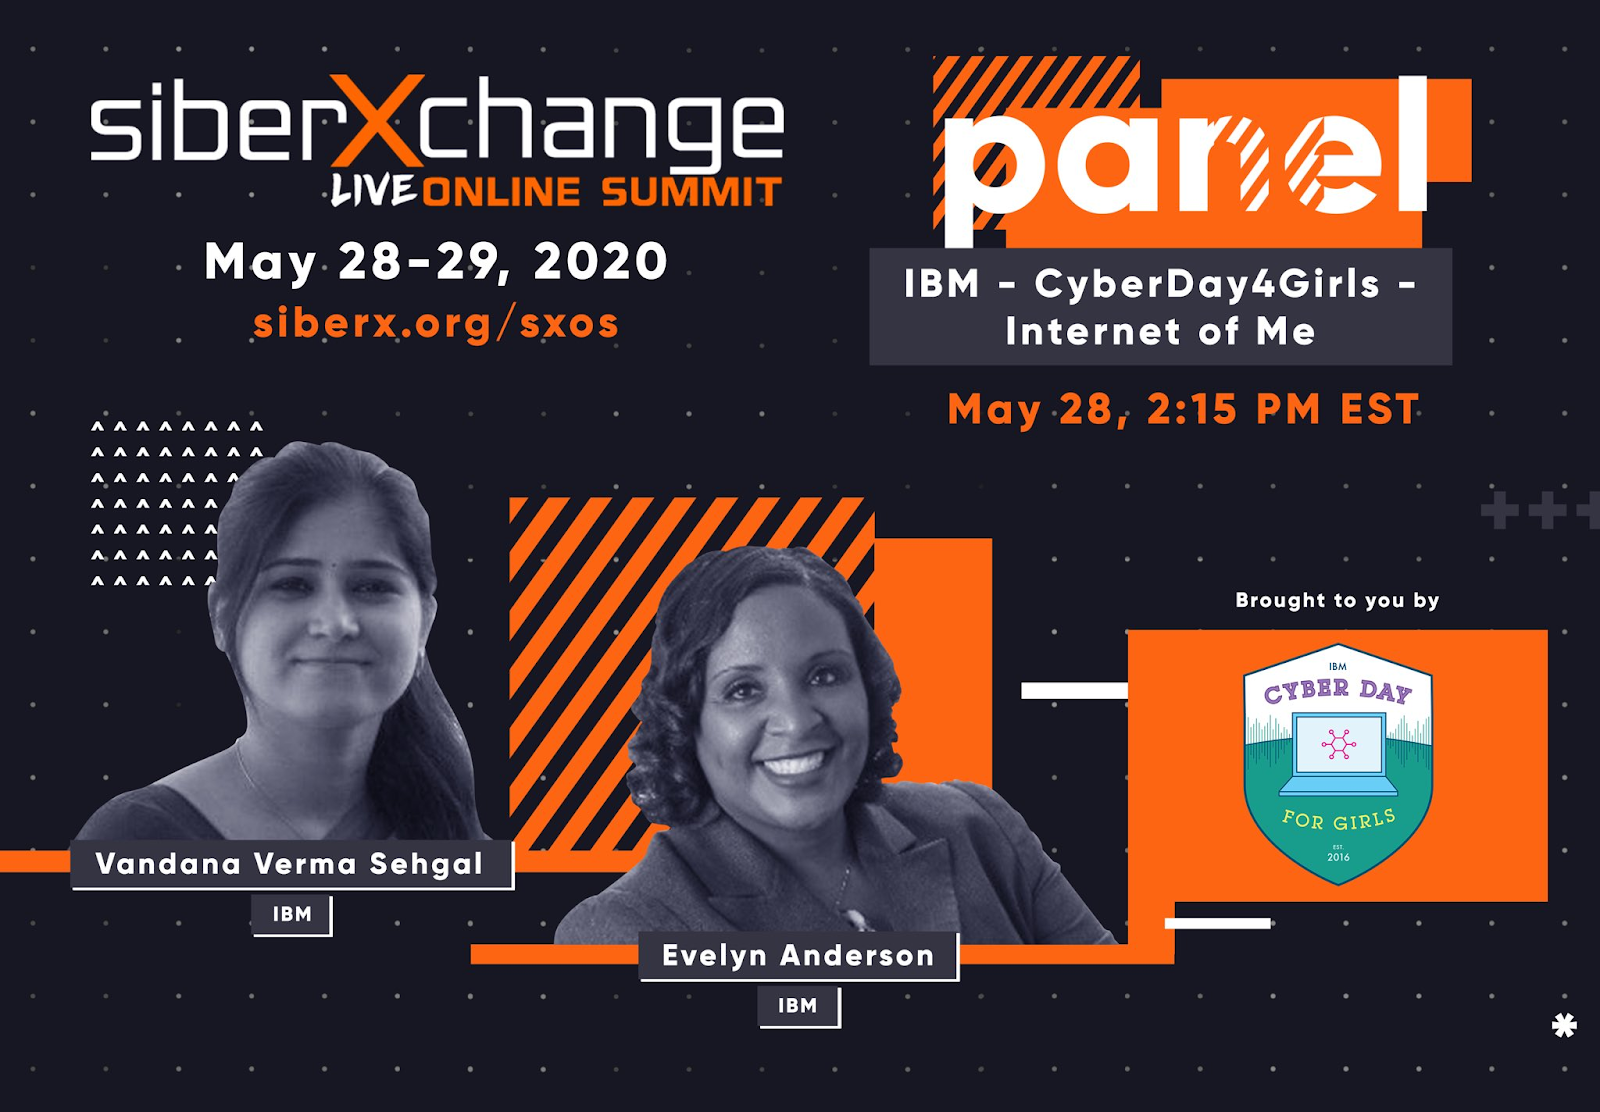 siberXchange
LIVE ONLINE SUMMIT
May 28-29, 2020
siberx.org/sxos
panel
IBM - CyberDay4Girls -
Internet of Me
May 28, 2:15 PM EST
Vandana Verma Sehgal
IBM
Evelyn Anderson
IBM
Brought to you by
IBM
CYBER DAY
FOR GIRLS
EST.
2016